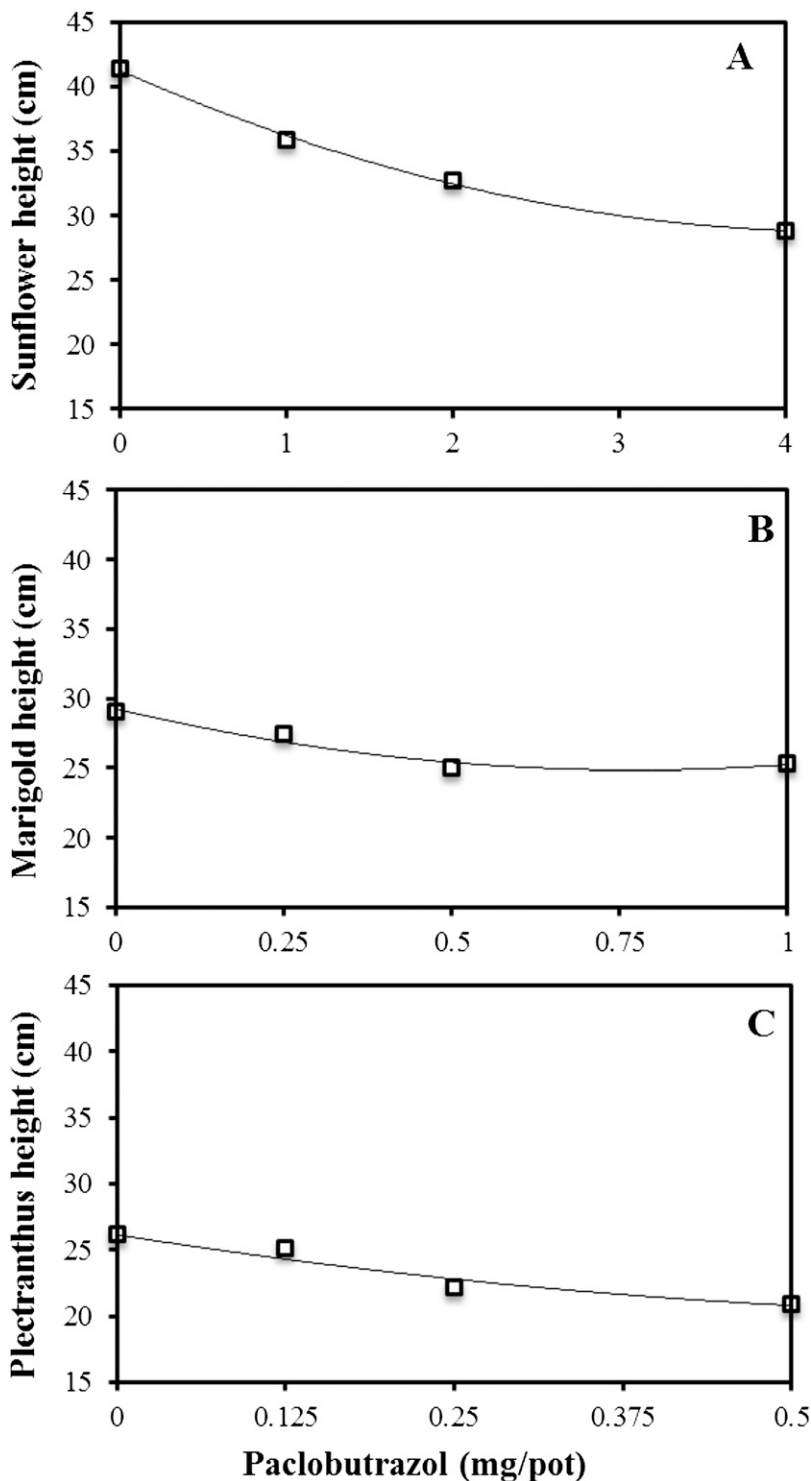 A
Sunflower height (cm)
45
40
35
30
25
20
15
0 1 2 3 4
B
Marigold height (cm)
45
40
35
30
25
20
15
0 0.25 0.5 0.75 1
C
Plectranthus height (cm)
45
40
35
30
25
20
15
0 0.125 0.25 0.375 0.5
Paclobutrazol (mg/pot)